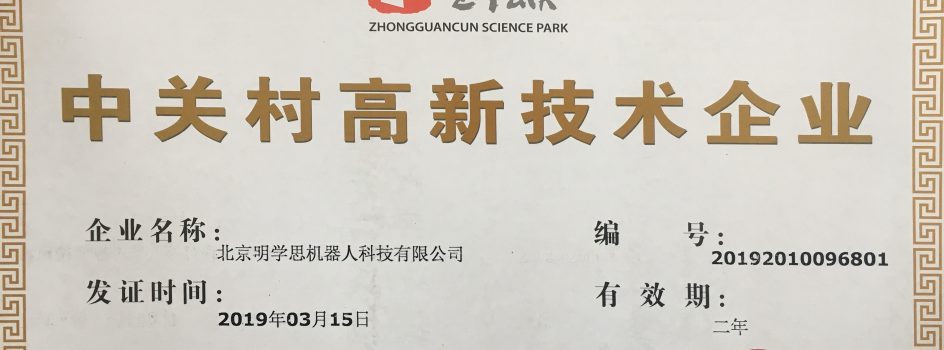 ZHONGGUANCUN SCIENCE PARK
中关村高新技术企业
企业名称：北京明学思机器人科技有限公司
编 号：20192010096801
发证时间：2019年03月15日
有 效 期：二年